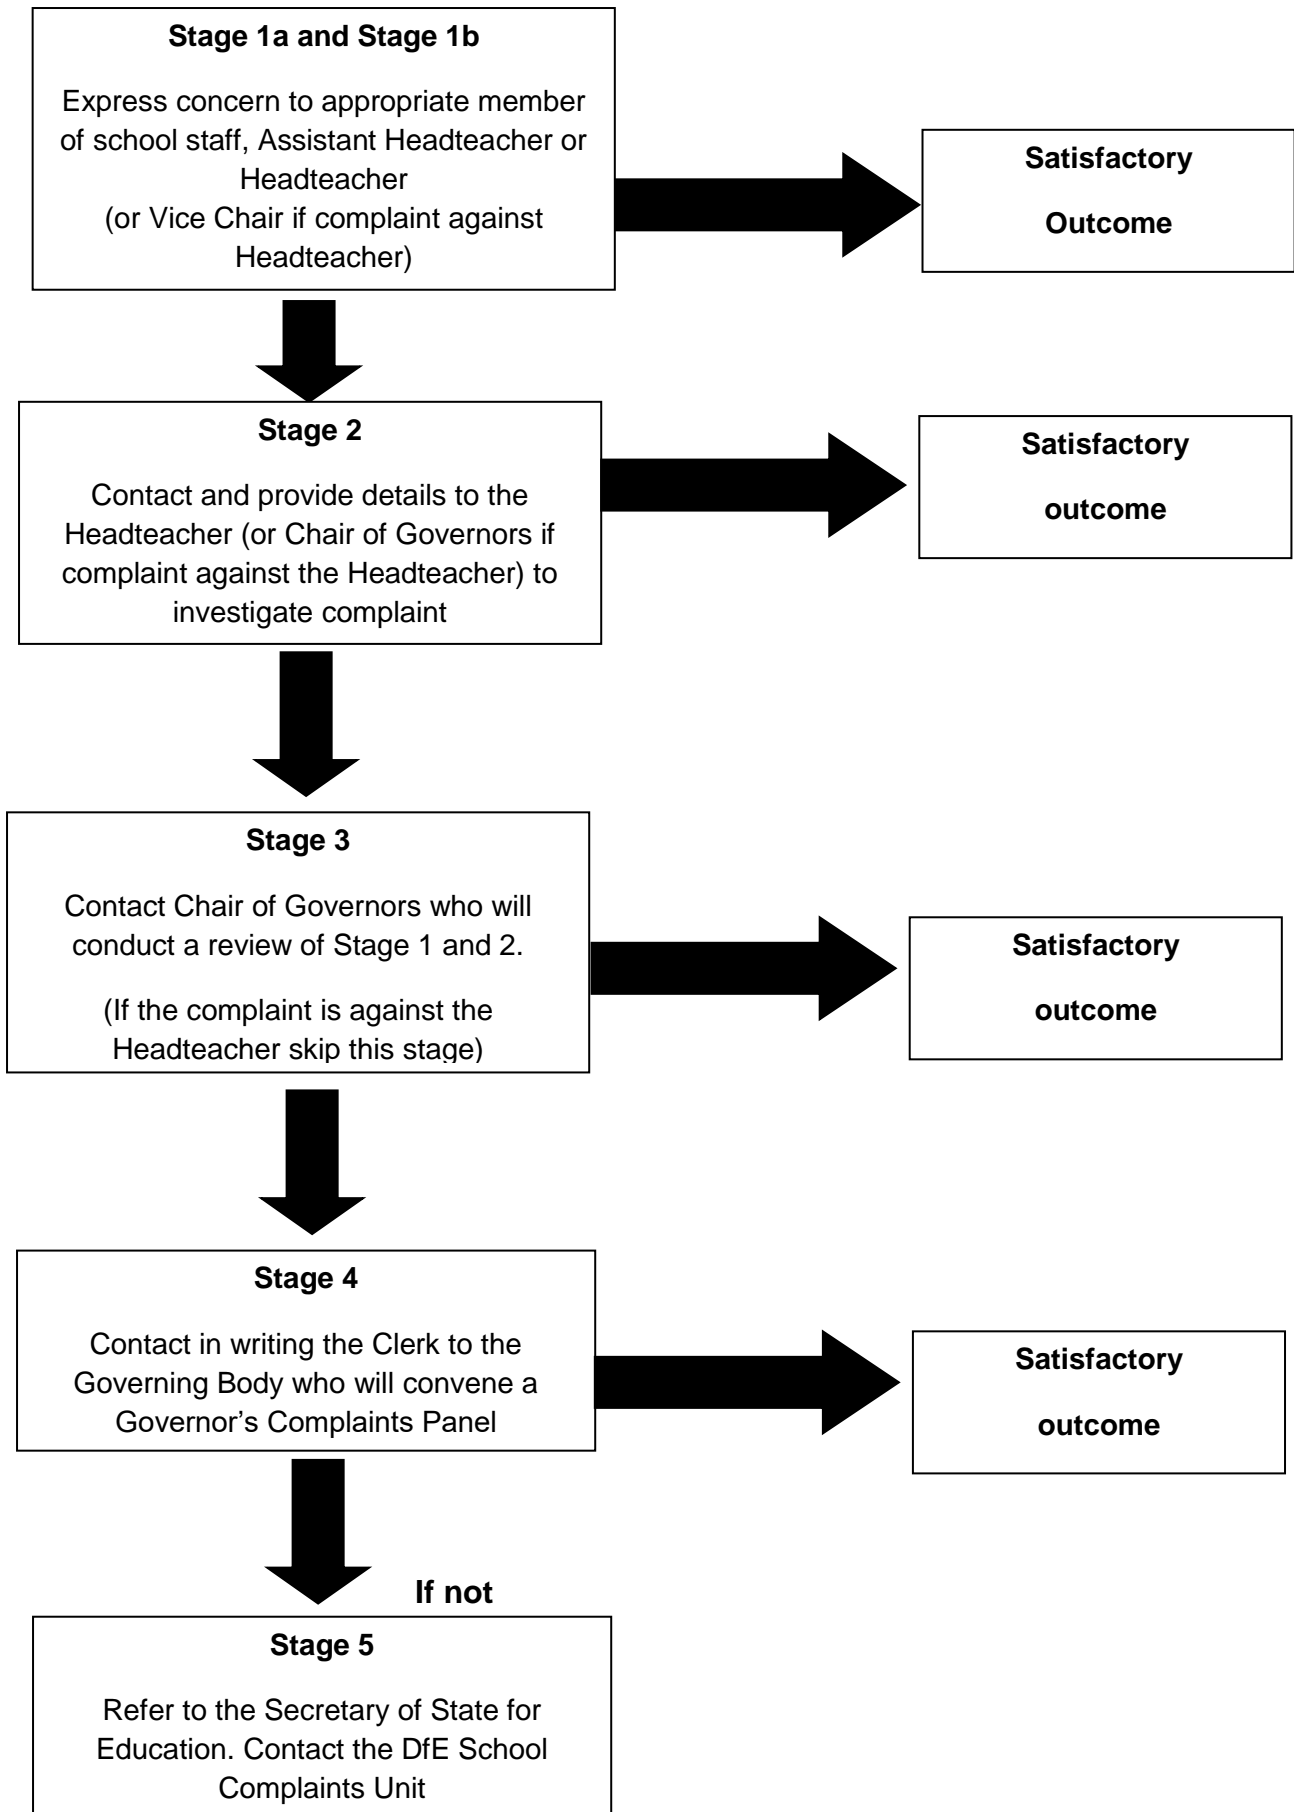 Stage 1a and Stage 1b
Express concern to appropriate member
of school staff, Assistant Headteacher or
Headteacher
(or Vice Chair if complaint against
Headteacher)
Satisfactory
Outcome
Stage 2
Contact and provide details to the
Headteacher (or Chair of Governors if
complaint against the Headteacher) to
investigate complaint
Satisfactory
outcome
Stage 3
Contact Chair of Governors who will
conduct a review of Stage 1 and 2.
(If the complaint is against the
Headteacher skip this stage)
Satisfactory
outcome
Stage 4
Contact in writing the Clerk to the
Governing Body who will convene a
Governor’s Complaints Panel
Satisfactory
outcome
If not
Stage 5
Refer to the Secretary of State for
Education. Contact the DfE School
Complaints Unit